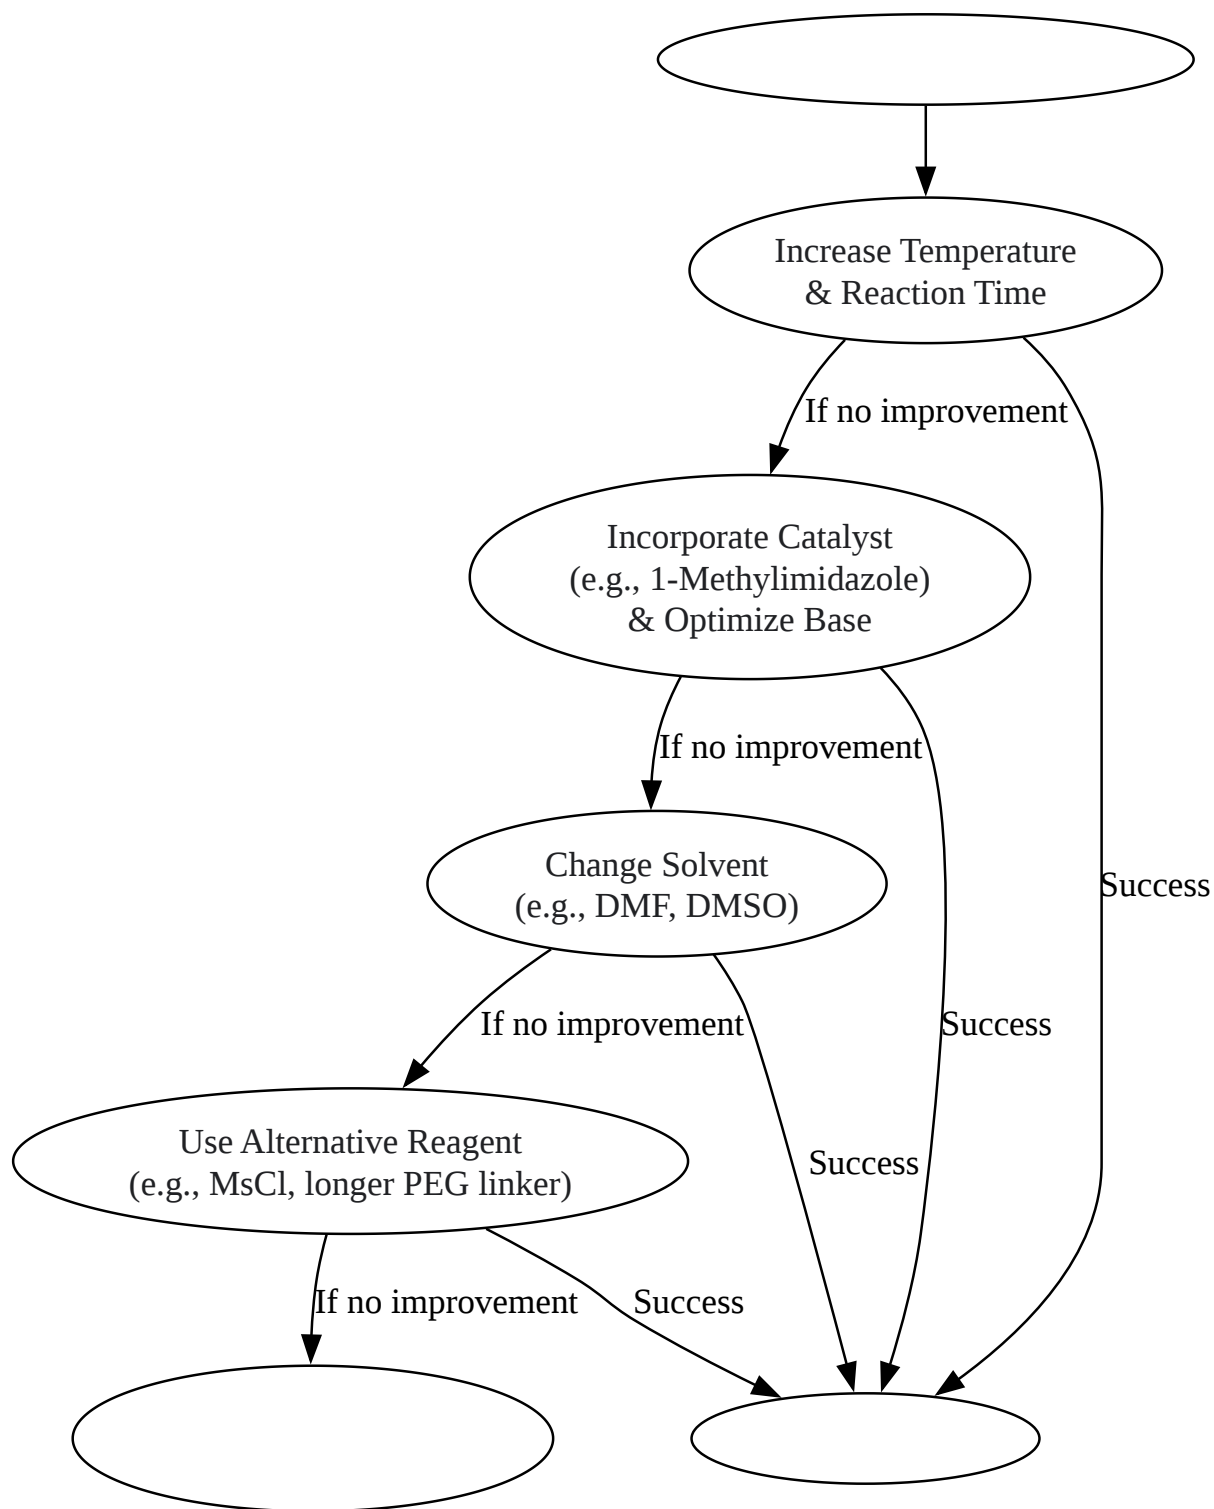 Increase Temperature
& Reaction Time
If no improvement
Incorporate Catalyst
(e.g., 1-Methylimidazole)
& Optimize Base
If no improvement
Change Solvent
(e.g., DMF, DMSO)
Success
If no improvement
Success
Use Alternative Reagent
(e.g., MsCl, longer PEG linker)
Success
If no improvement
Success